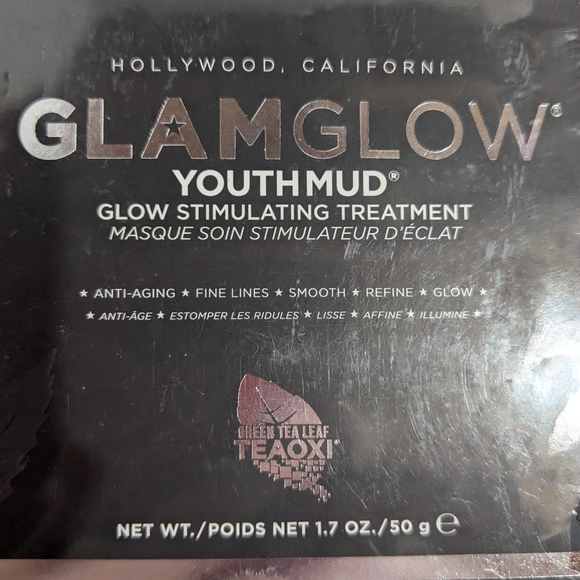 HOLLYWOOD, CALIFORNIA
GLAMGLOW®
YOUTHMUD®
GLOW STIMULATING TREATMENT
MASQUE SOIN STIMULATEUR D'ÉCLAT
★ ANTI-AGING ★ FINE LINES ★ SMOOTH ★ REFINE ★ GLOW ★
★ ANTI-ÂGE ★ ESTOMPER LES RIDULES ★ LISSE ★ AFFINE ★ ILLUMINE ★
GREEN TEA LEAF
TEAOXI®
NET WT./POIDS NET 1.7 OZ./50 g ℮